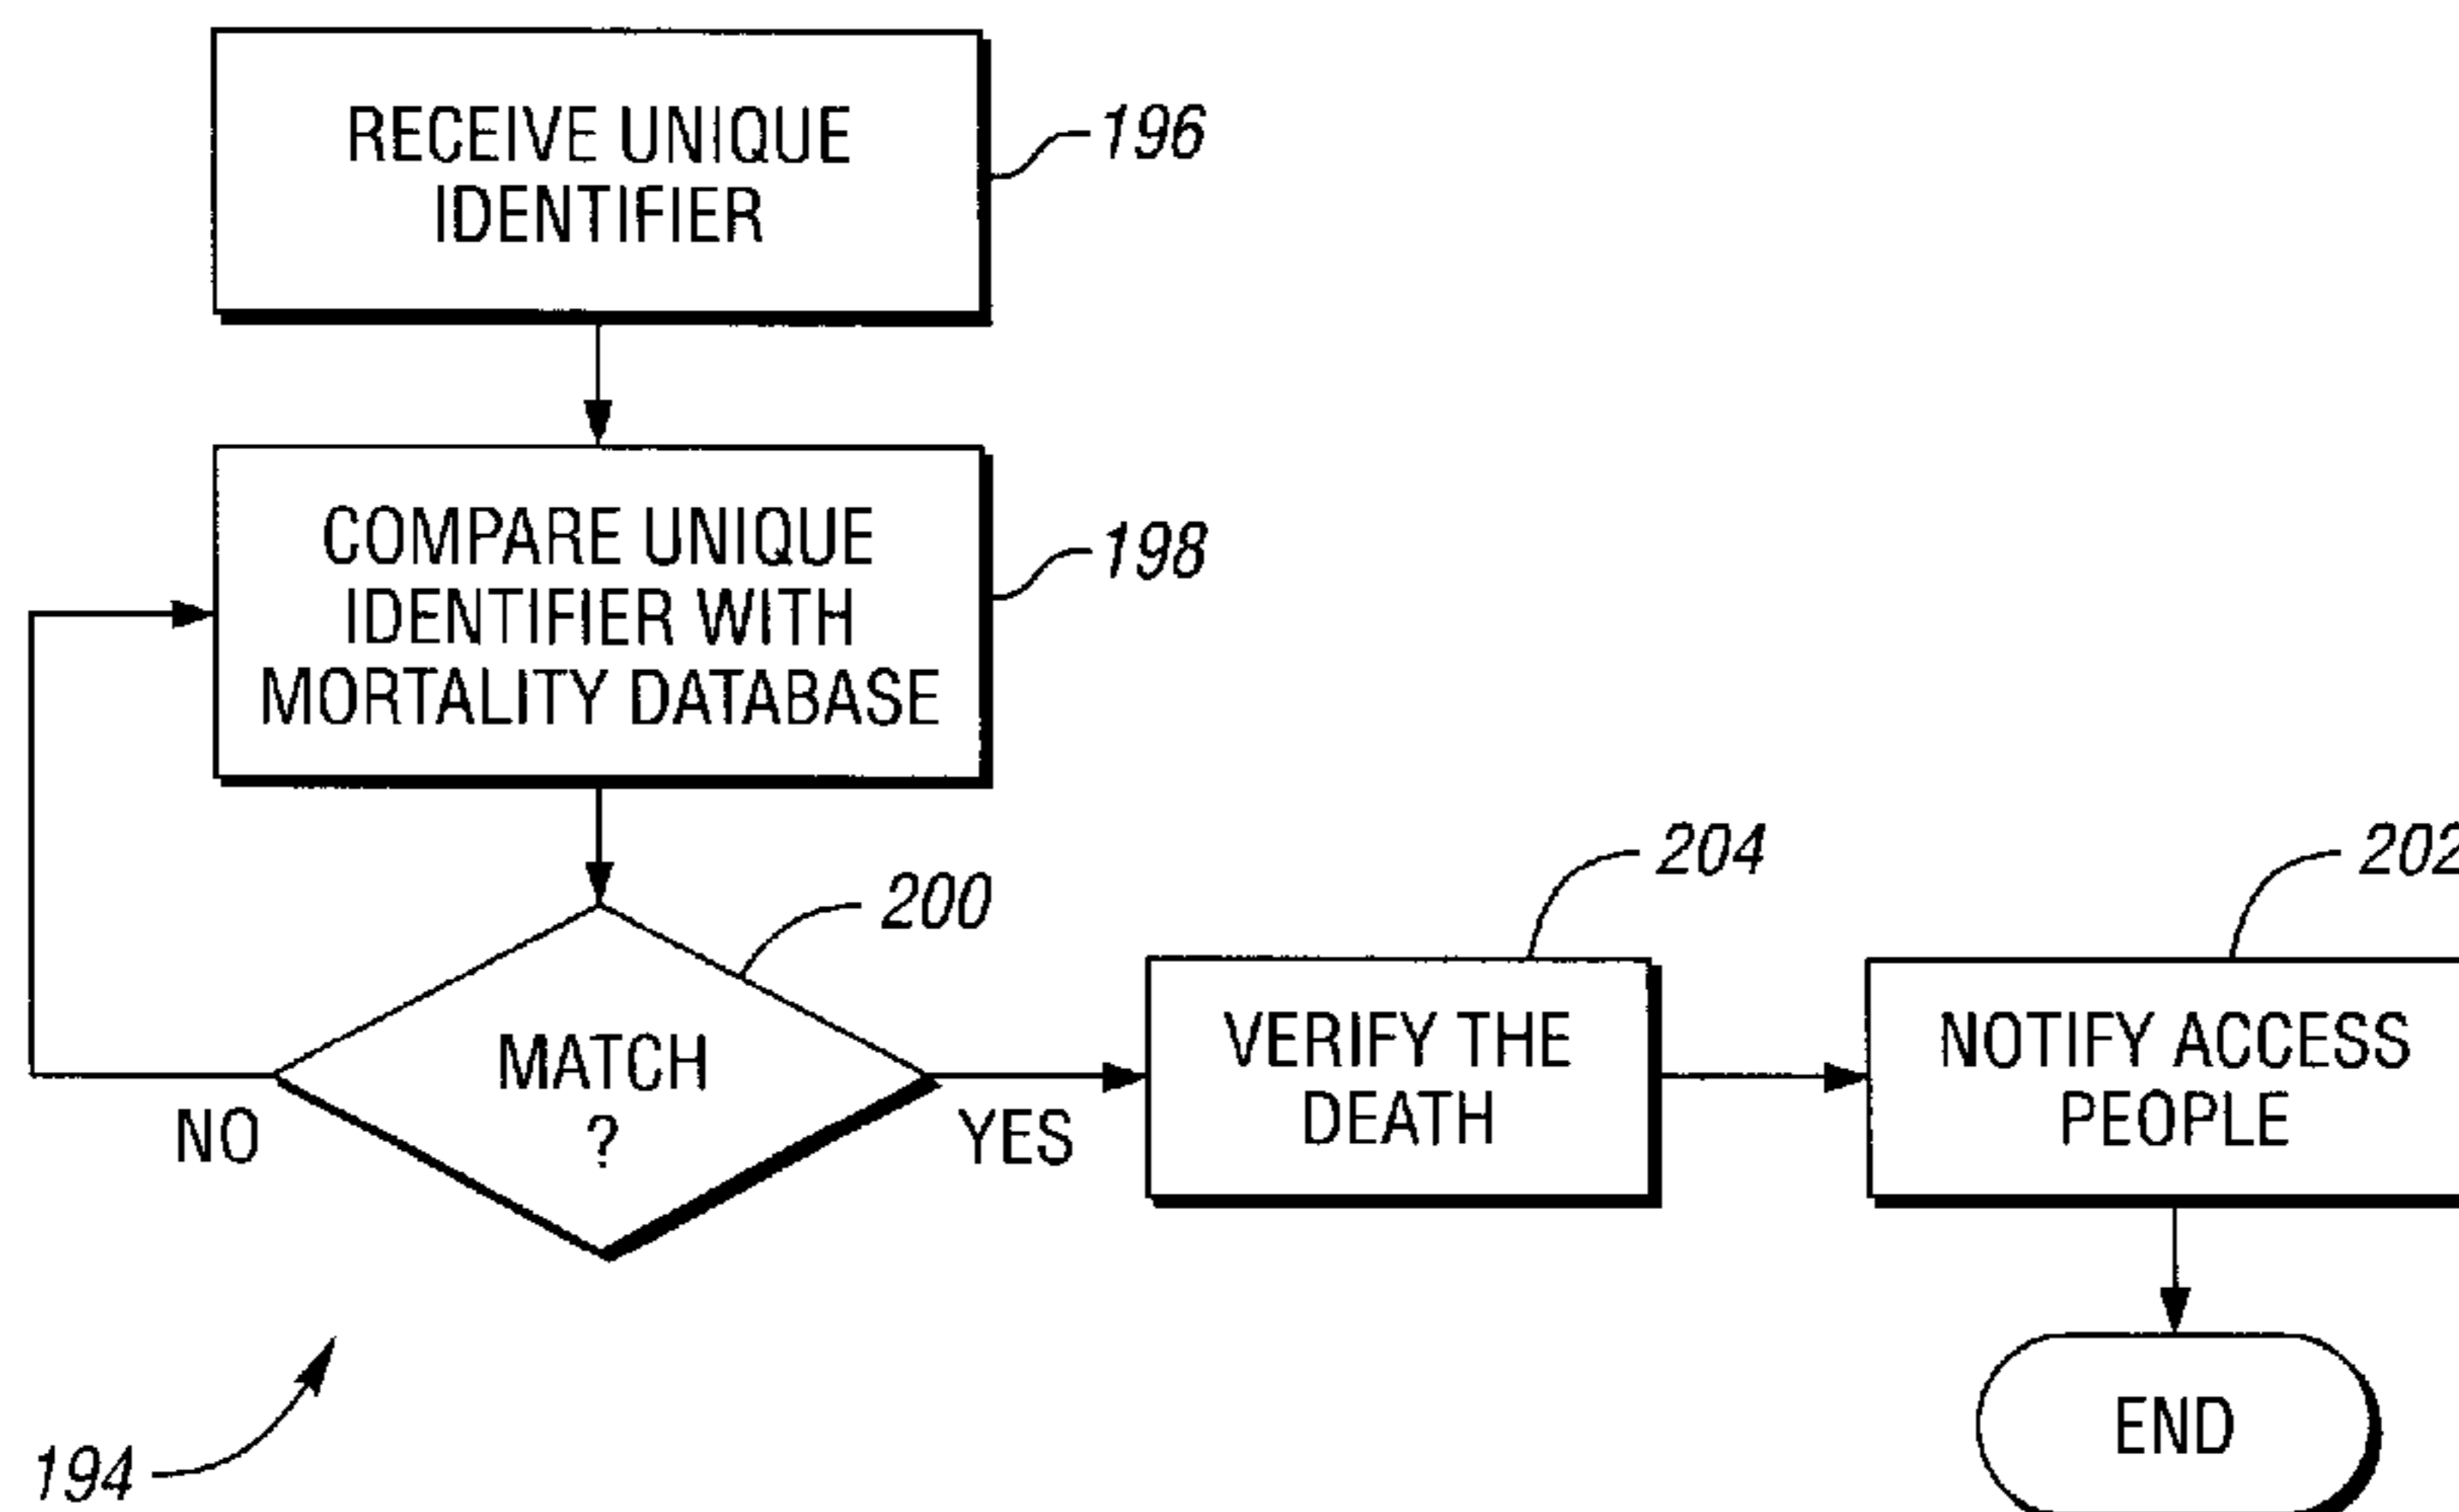 RECEIVE UNIQUE
IDENTIFIER
196
COMPARE UNIQUE
IDENTIFIER WITH
MORTALITY DATABASE
198
200
MATCH
?
NO
YES
204
VERIFY THE
DEATH
202
NOTIFY ACCESS
PEOPLE
END
194